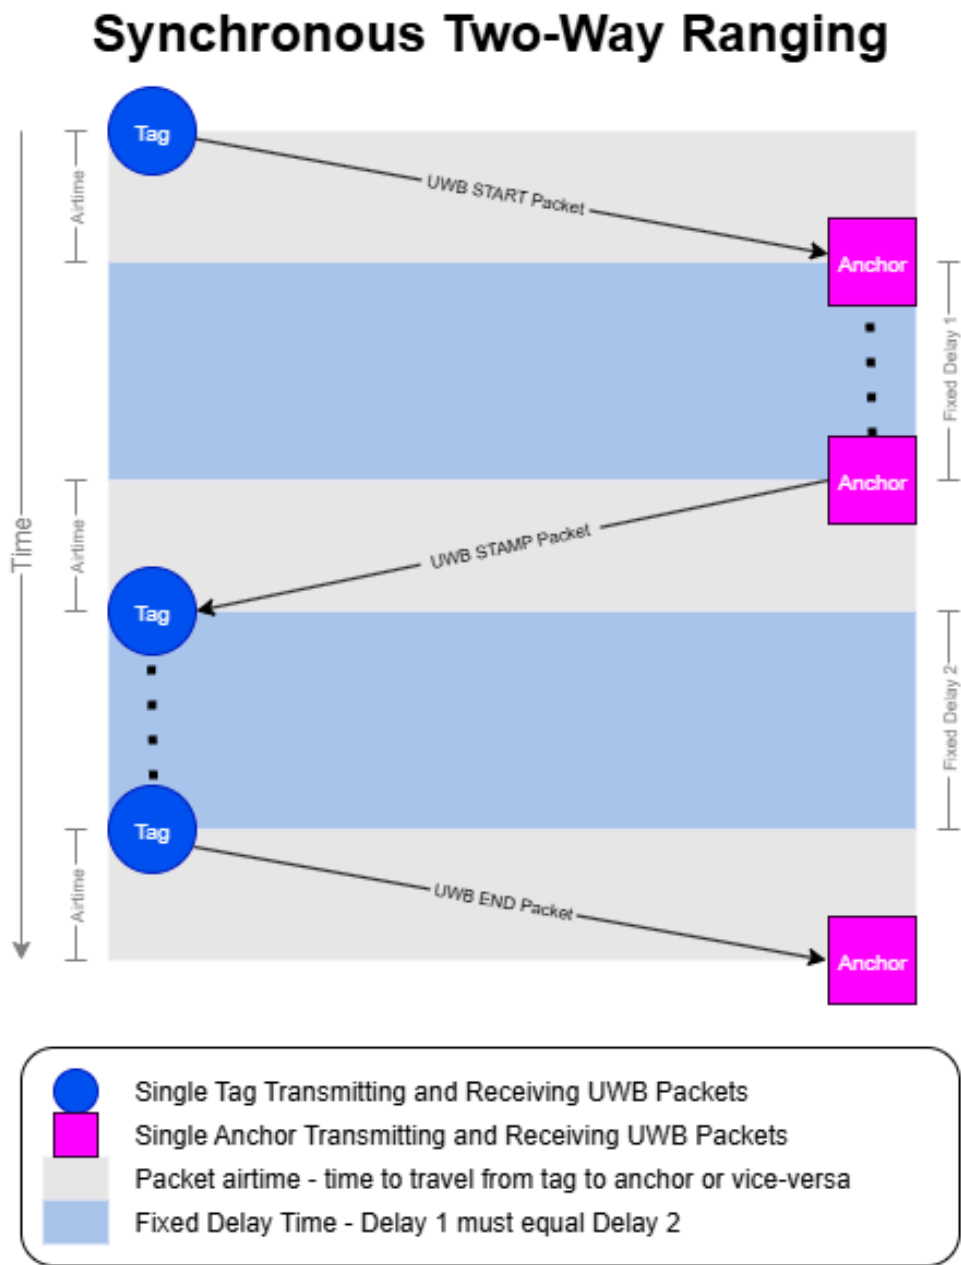 Synchronous Two-Way Ranging
Tag
Airtime
UWB START Packet
Anchor
Fixed Delay 1
Anchor
Time
Airtime
UWB STAMP Packet
Tag
Fixed Delay 2
Tag
Airtime
UWB END Packet
Anchor
Single Tag Transmitting and Receiving UWB Packets
Single Anchor Transmitting and Receiving UWB Packets
Packet airtime - time to travel from tag to anchor or vice-versa
Fixed Delay Time - Delay 1 must equal Delay 2